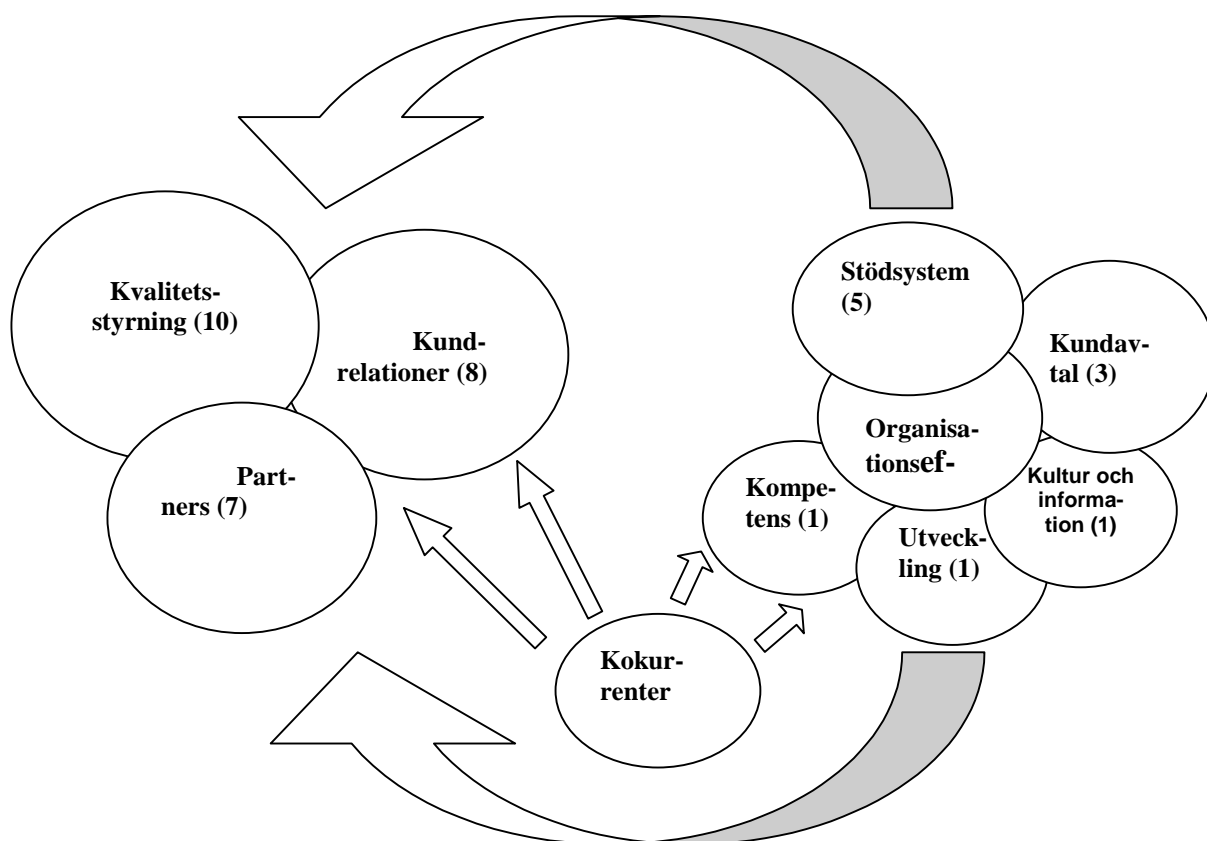 Kvalitets-
styrning (10)
Kund-
relationer (8)
Part-
ners (7)
Stödsystem
(5)
Kundav-
tal (3)
Organisa-
tionsef-
Kompe-
tens (1)
Kultur och
informa-
tion (1)
Utveck-
ling (1)
Kokur-
renter